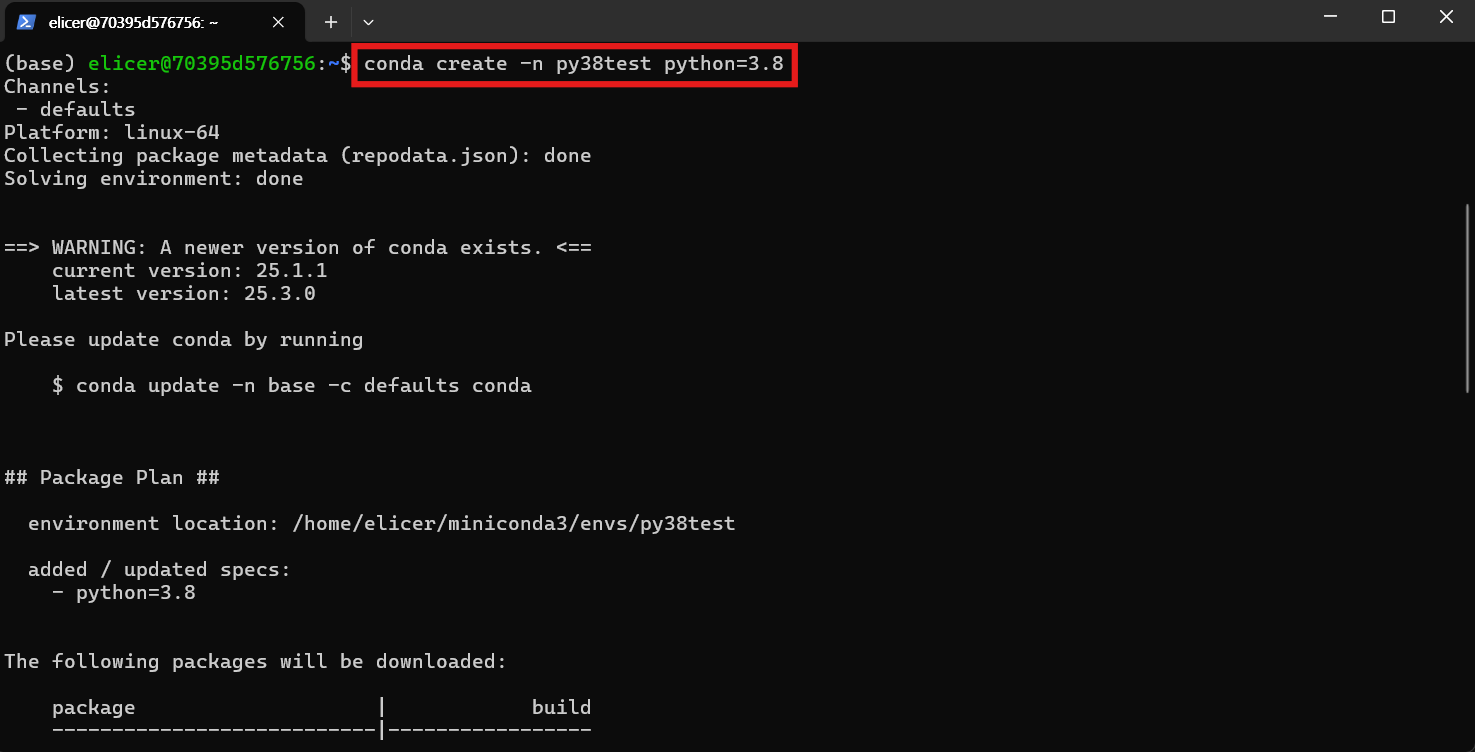 elicer@70395d576756: ~
(base) elicer@70395d576756:~$ conda create -n py38test python=3.8
Channels:
 - defaults
Platform: linux-64
Collecting package metadata (repodata.json): done
Solving environment: done
==> WARNING: A newer version of conda exists. <==
    current version: 25.1.1
    latest version: 25.3.0
Please update conda by running
    $ conda update -n base -c defaults conda
## Package Plan ##
  environment location: /home/elicer/miniconda3/envs/py38test
  added / updated specs:
    - python=3.8
The following packages will be downloaded:
    package                    |            build
    ---------------------------|-----------------